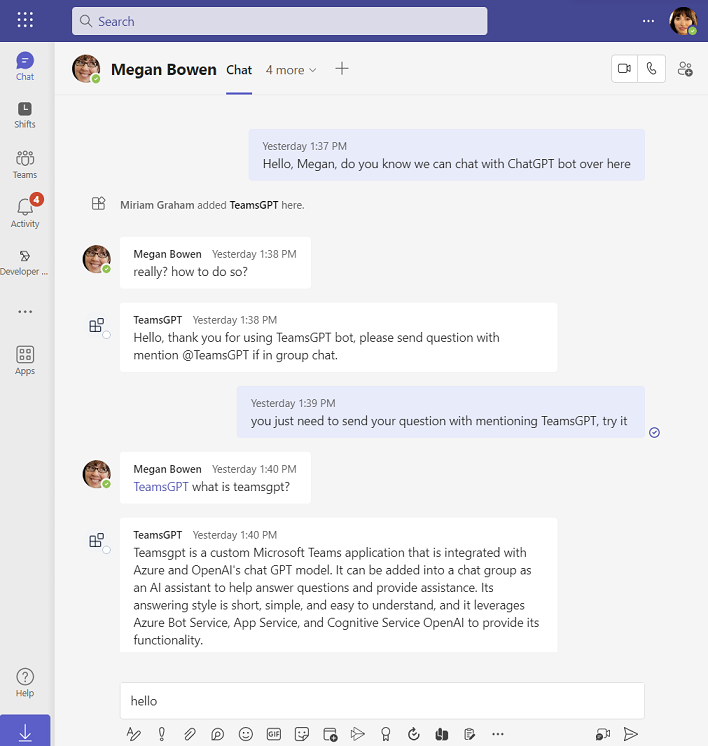 Search
Chat
Shifts
Teams
4
Activity
Developer ...
Apps
Help
Megan Bowen Chat 4 more
Yesterday 1:37 PM
Hello, Megan, do you know we can chat with ChatGPT bot over here
Miriam Graham added TeamsGPT here.
Megan Bowen Yesterday 1:38 PM
really? how to do so?
TeamsGPT Yesterday 1:38 PM
Hello, thank you for using TeamsGPT bot, please send question with
mention @TeamsGPT if in group chat.
Yesterday 1:39 PM
you just need to send your question with mentioning TeamsGPT, try it
Megan Bowen Yesterday 1:40 PM
TeamsGPT what is teamsgpt?
TeamsGPT Yesterday 1:40 PM
Teamsgpt is a custom Microsoft Teams application that is integrated with
Azure and OpenAI's chat GPT model. It can be added into a chat group as
an AI assistant to help answer questions and provide assistance. Its
answering style is short, simple, and easy to understand, and it leverages
Azure Bot Service, App Service, and Cognitive Service OpenAI to provide its
functionality.
hello
GIF